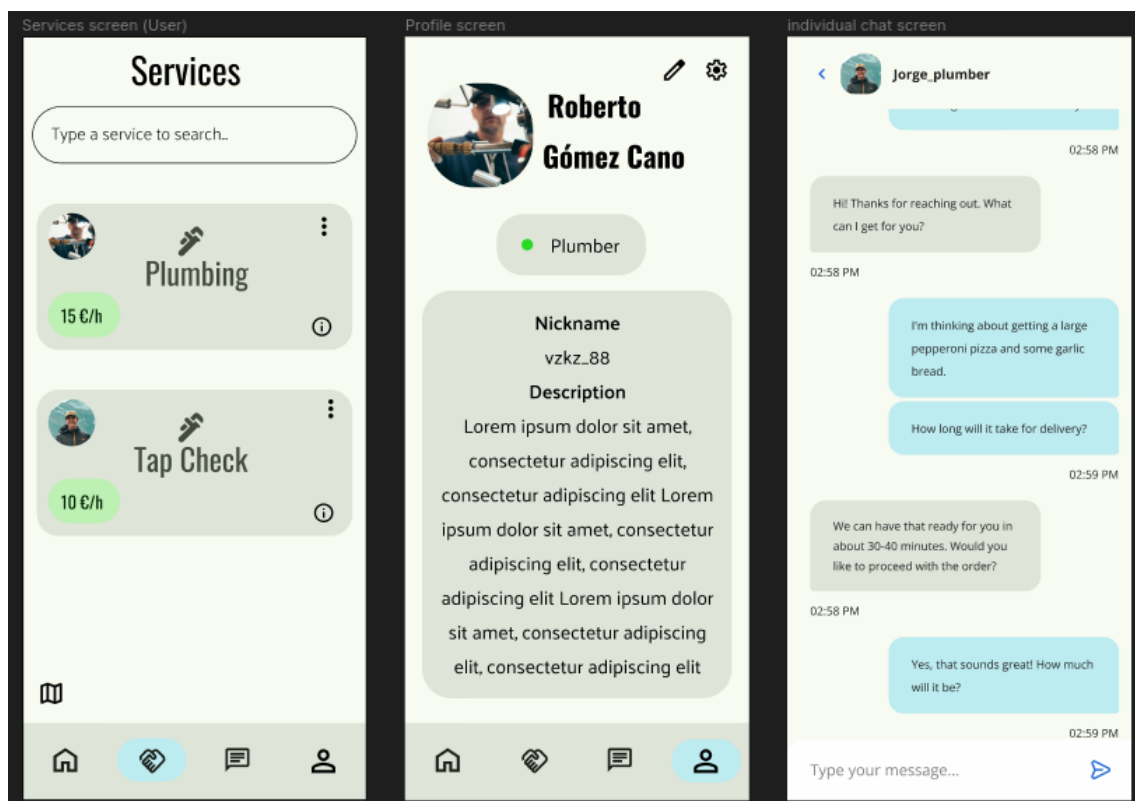 Services screen (User)
Services
Type a service to search..
Plumbing
15 €/h
Tap Check
10 €/h
Profile screen
Roberto
Gómez Cano
Plumber
Nickname
vzkz_88
Description
Lorem ipsum dolor sit amet,
consectetur adipiscing elit,
consectetur adipiscing elit Lorem
ipsum dolor sit amet, consectetur
adipiscing elit, consectetur
adipiscing elit Lorem ipsum dolor
sit amet, consectetur adipiscing
elit, consectetur adipiscing elit
individual chat screen
Jorge_plumber
02:58 PM
Hi! Thanks for reaching out. What
can I get for you?
02:58 PM
I'm thinking about getting a large
pepperoni pizza and some garlic
bread.
How long will it take for delivery?
02:59 PM
We can have that ready for you in
about 30-40 minutes. Would you
like to proceed with the order?
02:58 PM
Yes, that sounds great! How much
will it be?
02:59 PM
Type your message...